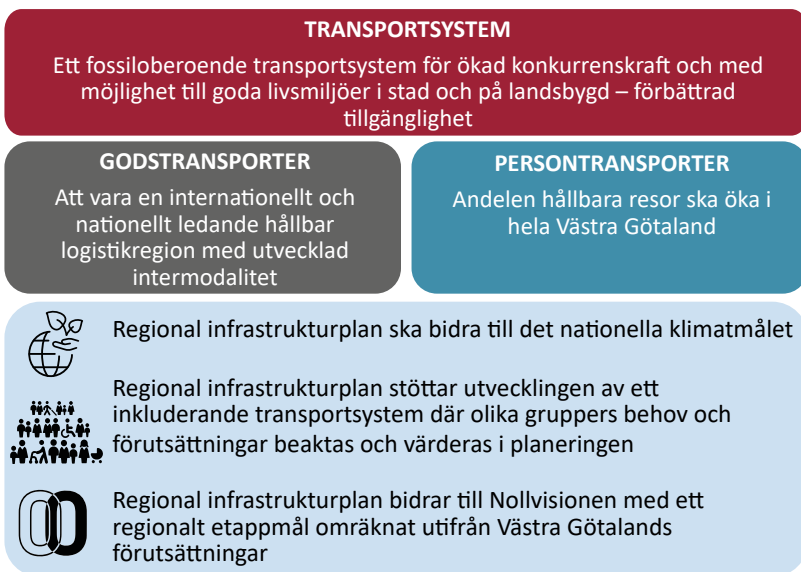 TRANSPORTSYSTEM
Ett fossiloberoende transportsystem för ökad konkurrenskraft och med
möjlighet till goda livsmiljöer i stad och på landsbygd – förbättrad
tillgänglighet
GODSTRANSPORTER
Att vara en internationellt och
nationellt ledande hållbar
logistikregion med utvecklad
intermodalitet
PERSONTRANSPORTER
Andelen hållbara resor ska öka i
hela Västra Götaland
Regional infrastrukturplan ska bidra till det nationella klimatmålet
Regional infrastrukturplan stöttar utvecklingen av ett
inkluderande transportsystem där olika gruppers behov och
förutsättningar beaktas och värderas i planeringen
Regional infrastrukturplan bidrar till Nollvisionen med ett
regionalt etappmål omräknat utifrån Västra Götalands
förutsättningar